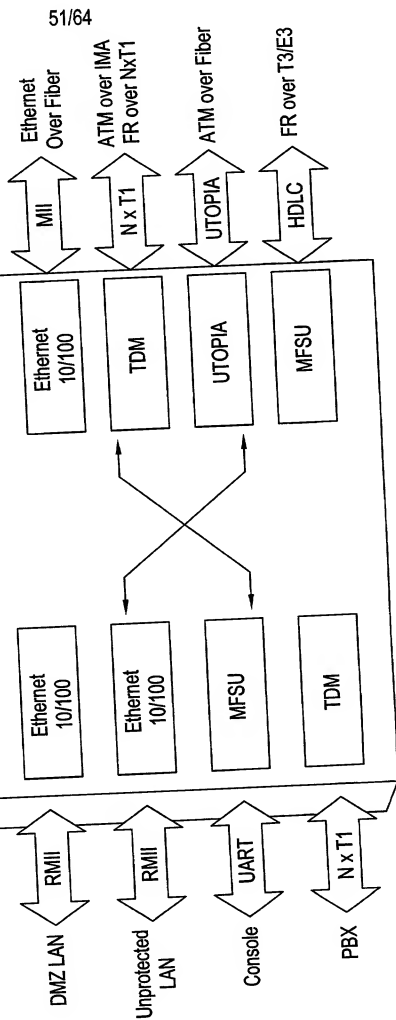 51/64
DMZ LAN
RMII
Ethernet
10/100
Ethernet
10/100
MII
Ethernet
Over Fiber
Unprotected
LAN
RMII
Ethernet
10/100
TDM
N x T1
ATM over IMA
FR over NxT1
Console
UART
MFSU
UTOPIA
UTOPIA
ATM over Fiber
PBX
N x T1
TDM
MFSU
HDLC
FR over T3/E3